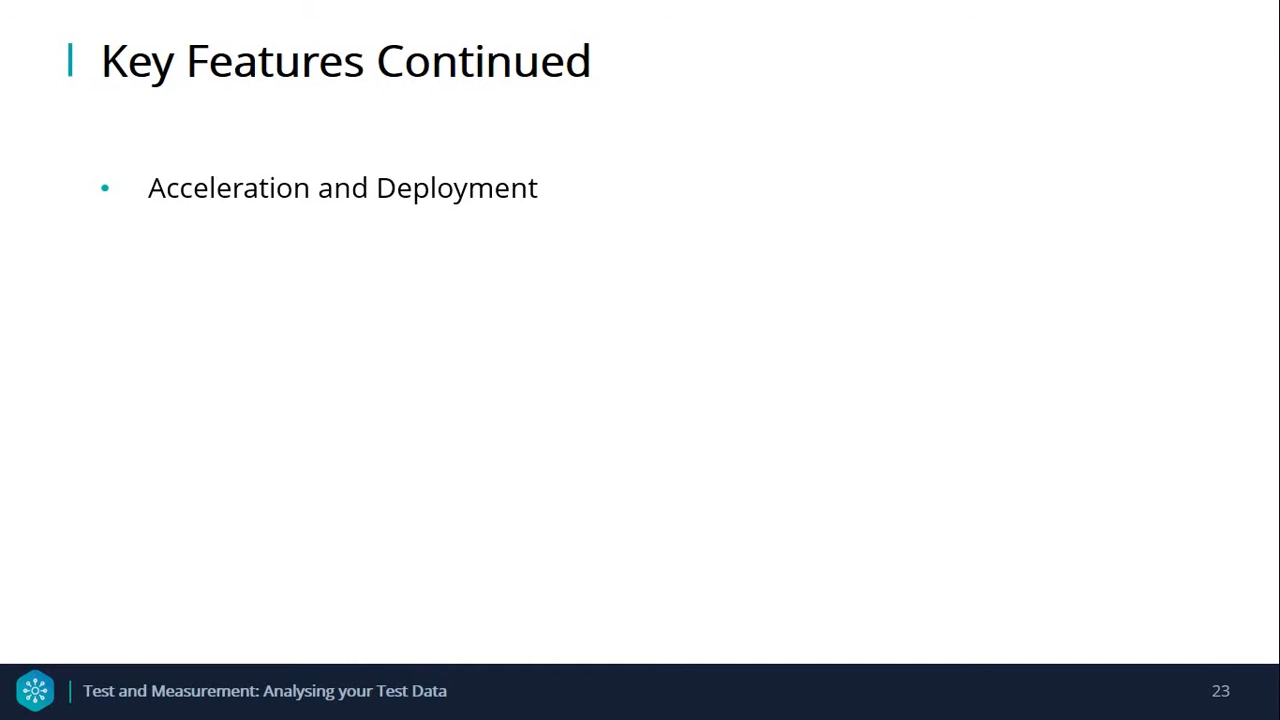 Key Features Continued
• Acceleration and Deployment
Test and Measurement: Analysing your Test Data
23